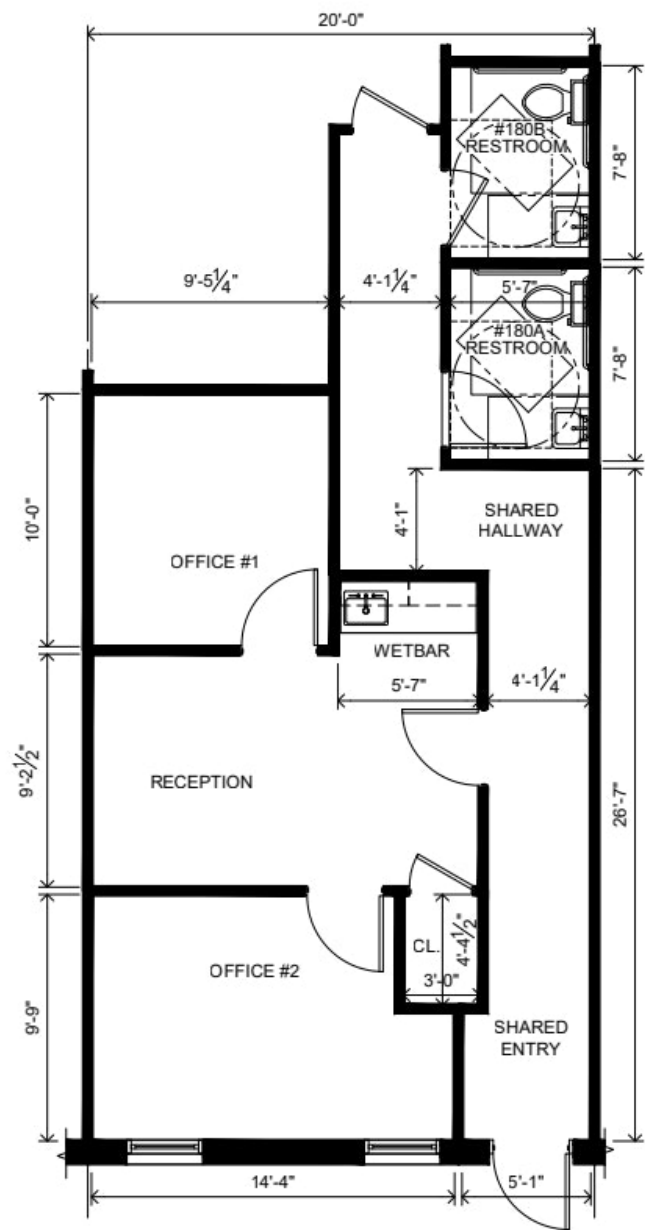 20'-0"
#180B
RESTROOM
7'-8"
9'-5 1/4"
4'-1 1/4"
5'-7"
#180A
RESTROOM
7'-8"
10'-0"
OFFICE #1
4'-1"
SHARED
HALLWAY
WETBAR
5'-7"
4'-1 1/4"
9'-2 1/2"
RECEPTION
26'-7"
9'-9"
OFFICE #2
CL.
4'-4 1/2"
3'-0"
SHARED
ENTRY
14'-4"
5'-1"